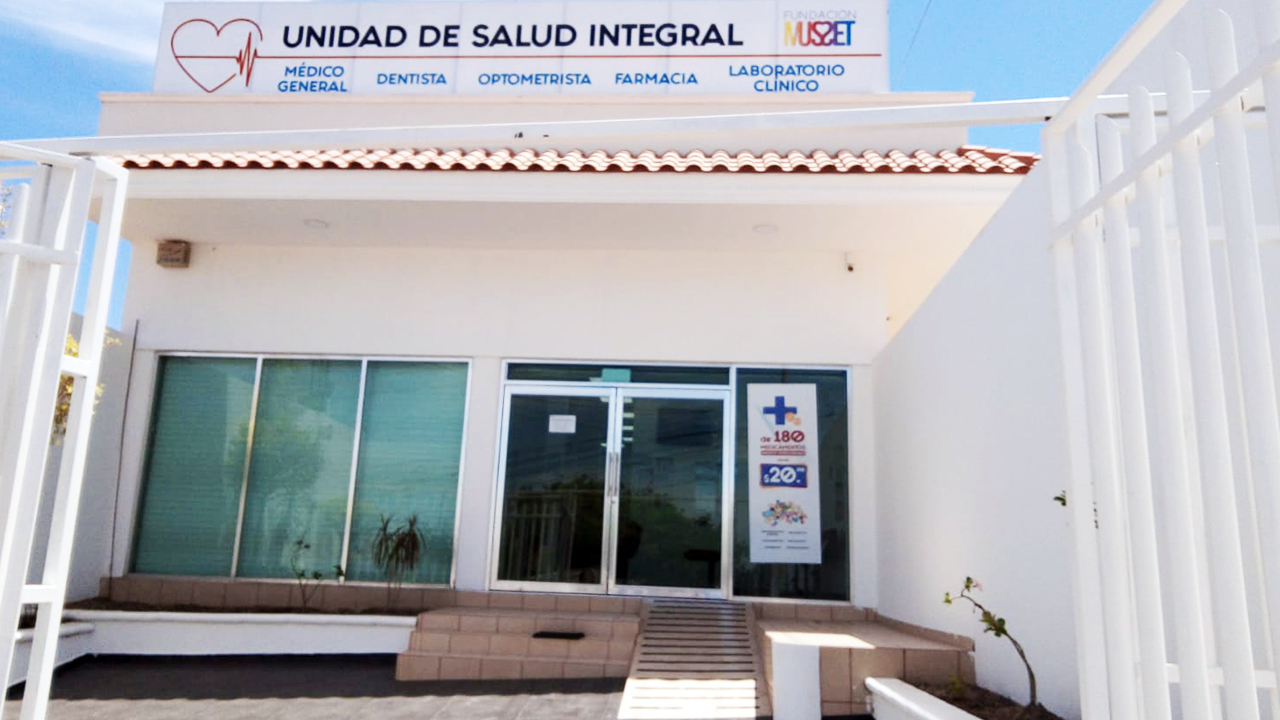 UNIDAD DE SALUD INTEGRAL
FUNDACIÓN
MUSSET
MÉDICO
GENERAL
DENTISTA
OPTOMETRISTA
FARMACIA
LABORATORIO
CLÍNICO
de 180
MEDICAMENTOS
$20